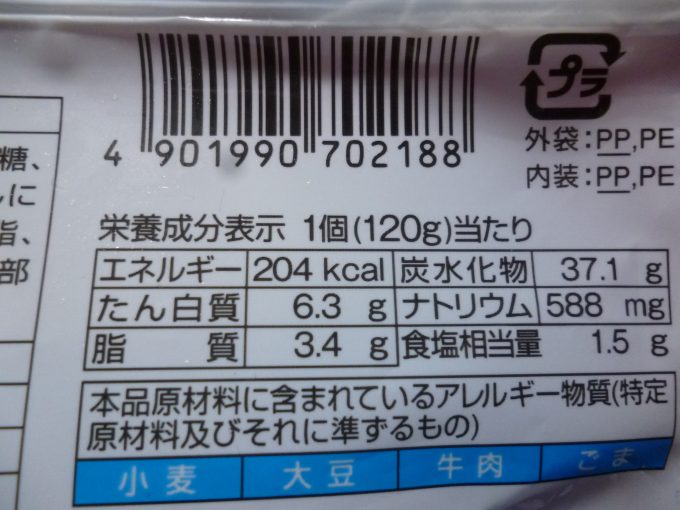 プラ
4 901990 702188
外袋:PP,PE
内装:PP,PE
糖、
んに
脂、
部
栄養成分表示 1個(120g)当たり
エネルギー 204 kcal 炭水化物 37.1 g
たん白質 6.3 g ナトリウム 588 mg
脂 質 3.4 g 食塩相当量 1.5 g
本品原材料に含まれているアレルギー物質(特定
原材料及びそれに準ずるもの)
小麦 大豆 牛肉 ごま